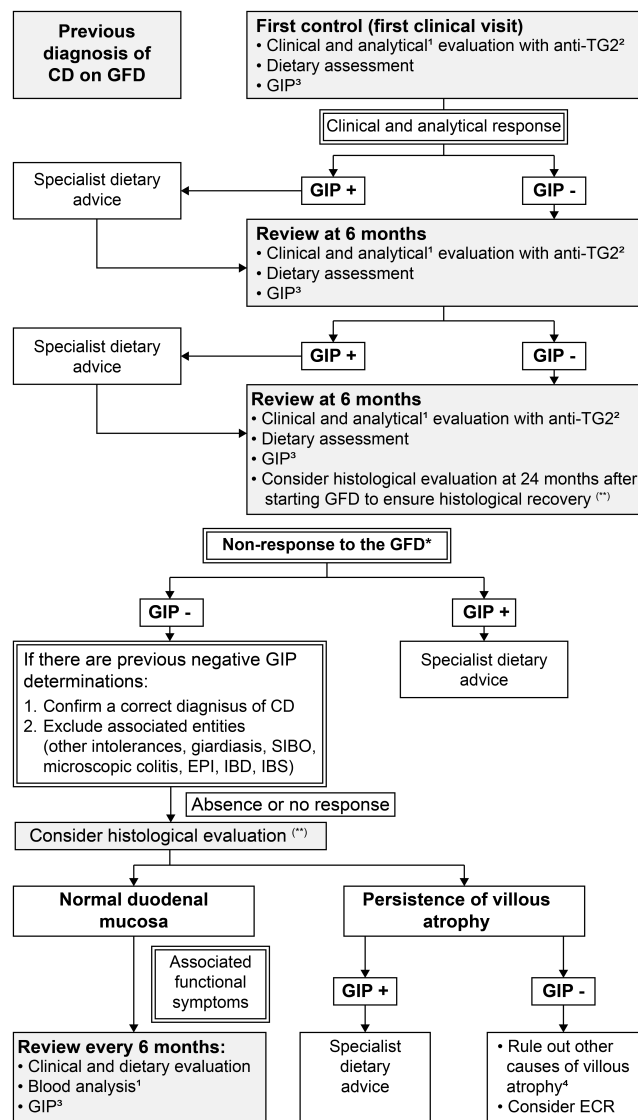 Previous
diagnosis of
CD on GFD
First control (first clinical visit)
• Clinical and analytical¹ evaluation with anti-TG2²
• Dietary assessment
• GIP³
Clinical and analytical response
GIP +
GIP -
Specialist dietary
advice
Review at 6 months
• Clinical and analytical¹ evaluation with anti-TG2²
• Dietary assessment
• GIP³
GIP +
GIP -
Specialist dietary
advice
Review at 6 months
• Clinical and analytical¹ evaluation with anti-TG2²
• Dietary assessment
• GIP³
• Consider histological evaluation at 24 months after
starting GFD to ensure histological recovery (**)
Non-response to the GFD*
GIP -
GIP +
If there are previous negative GIP
determinations:
1. Confirm a correct diagnisus of CD
2. Exclude associated entities
(other intolerances, giardiasis, SIBO,
microscopic colitis, EPI, IBD, IBS)
Specialist dietary
advice
Absence or no response
Consider histological evaluation (**)
Normal duodenal
mucosa
Persistence of villous
atrophy
Associated
functional
symptoms
GIP +
GIP -
Review every 6 months:
• Clinical and dietary evaluation
• Blood analysis¹
• GIP³
Specialist
dietary
advice
• Rule out other
causes of villous
atrophy⁴
• Consider ECR